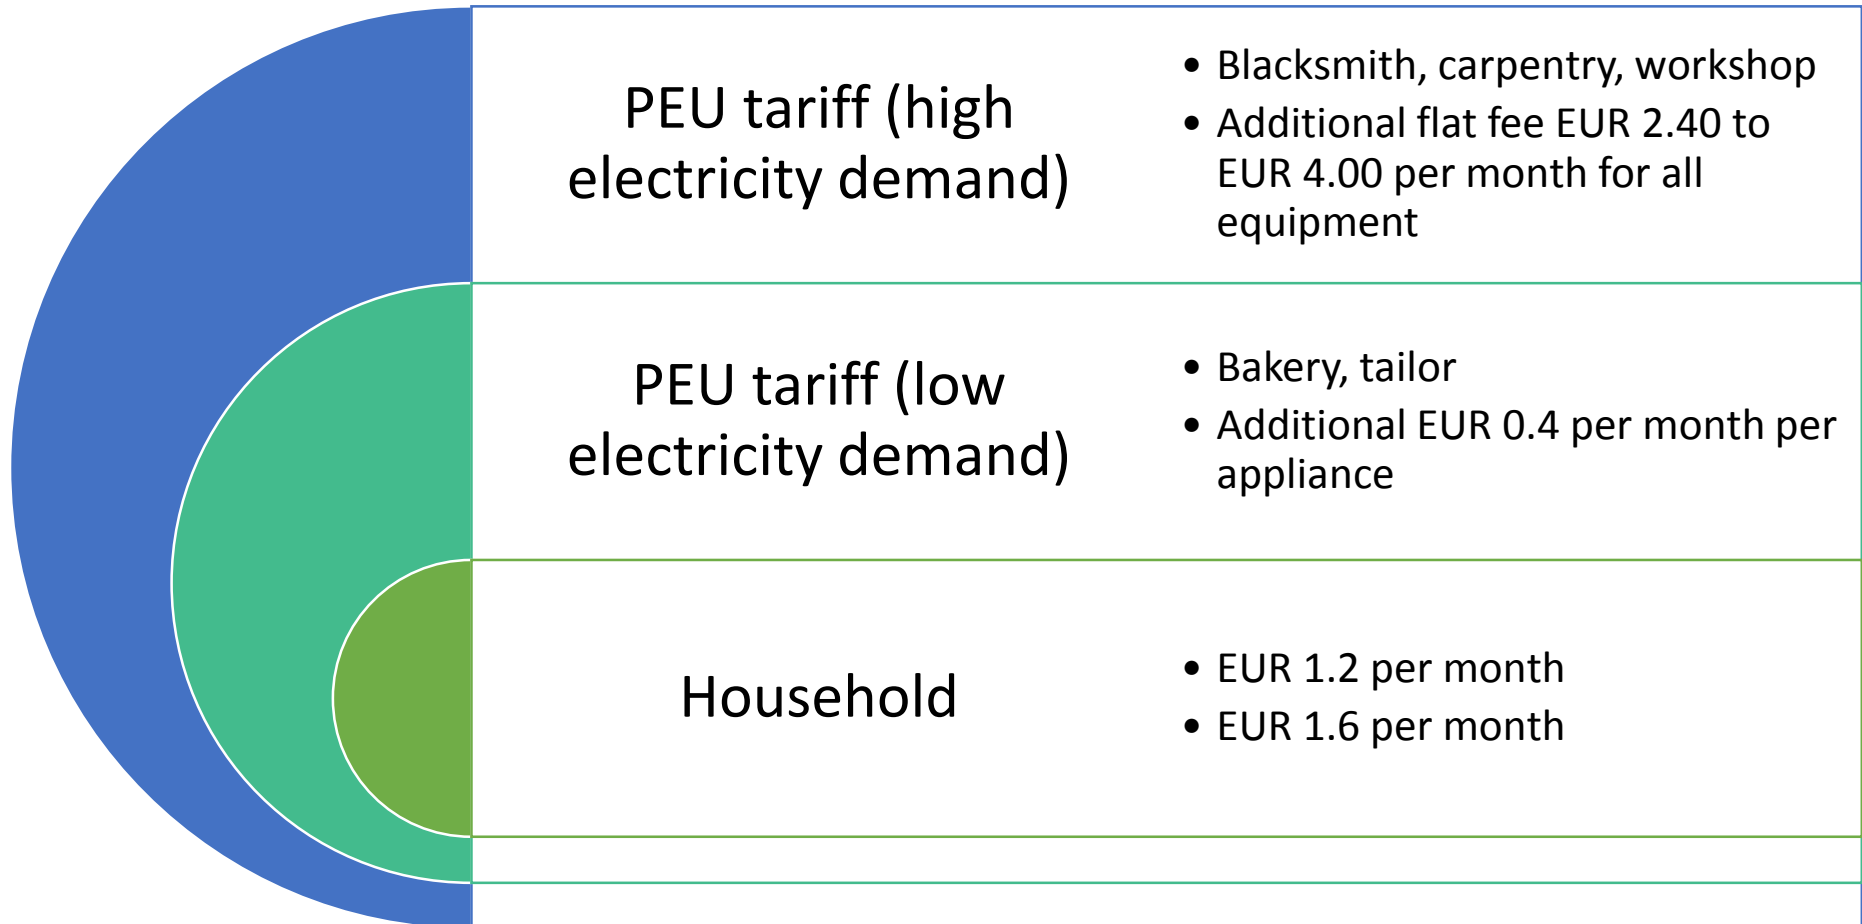 PEU tariff (high
electricity demand)
• Blacksmith, carpentry, workshop
• Additional flat fee EUR 2.40 to
EUR 4.00 per month for all
equipment
PEU tariff (low
electricity demand)
• Bakery, tailor
• Additional EUR 0.4 per month per
appliance
Household
• EUR 1.2 per month
• EUR 1.6 per month